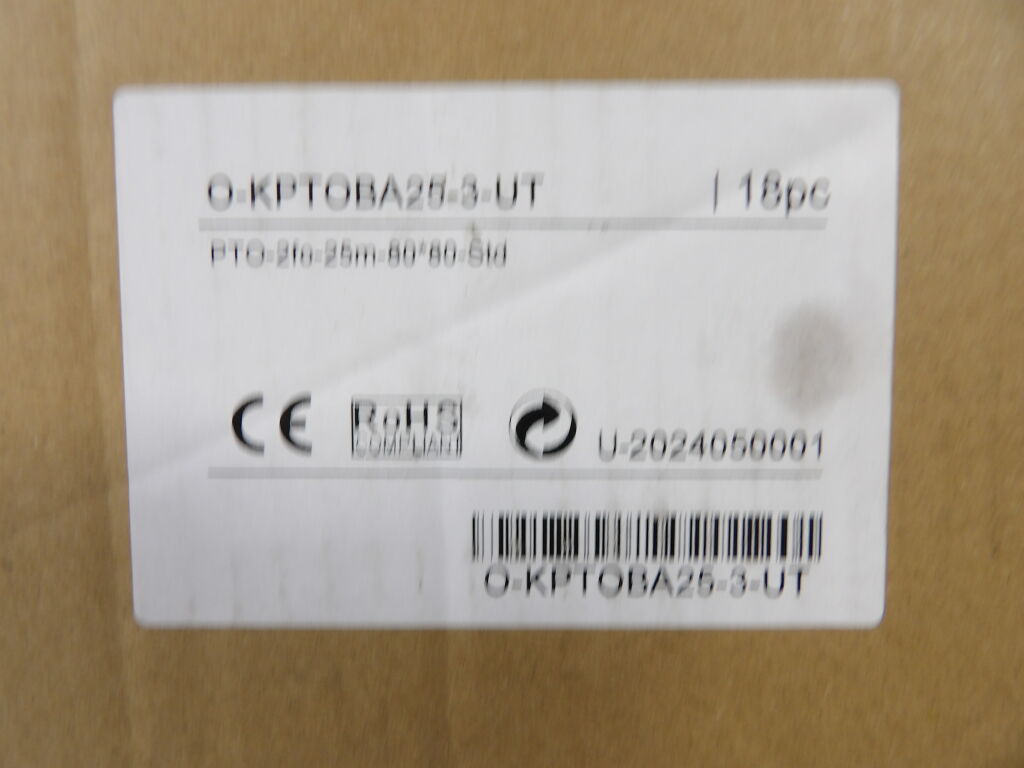 O-KPTOBA25-3-UT | 18pc
PTO-2fo-25m-80*80-Std
CE
RoHS
COMPLIANT
U-2024050001
O-KPTOBA25-3-UT